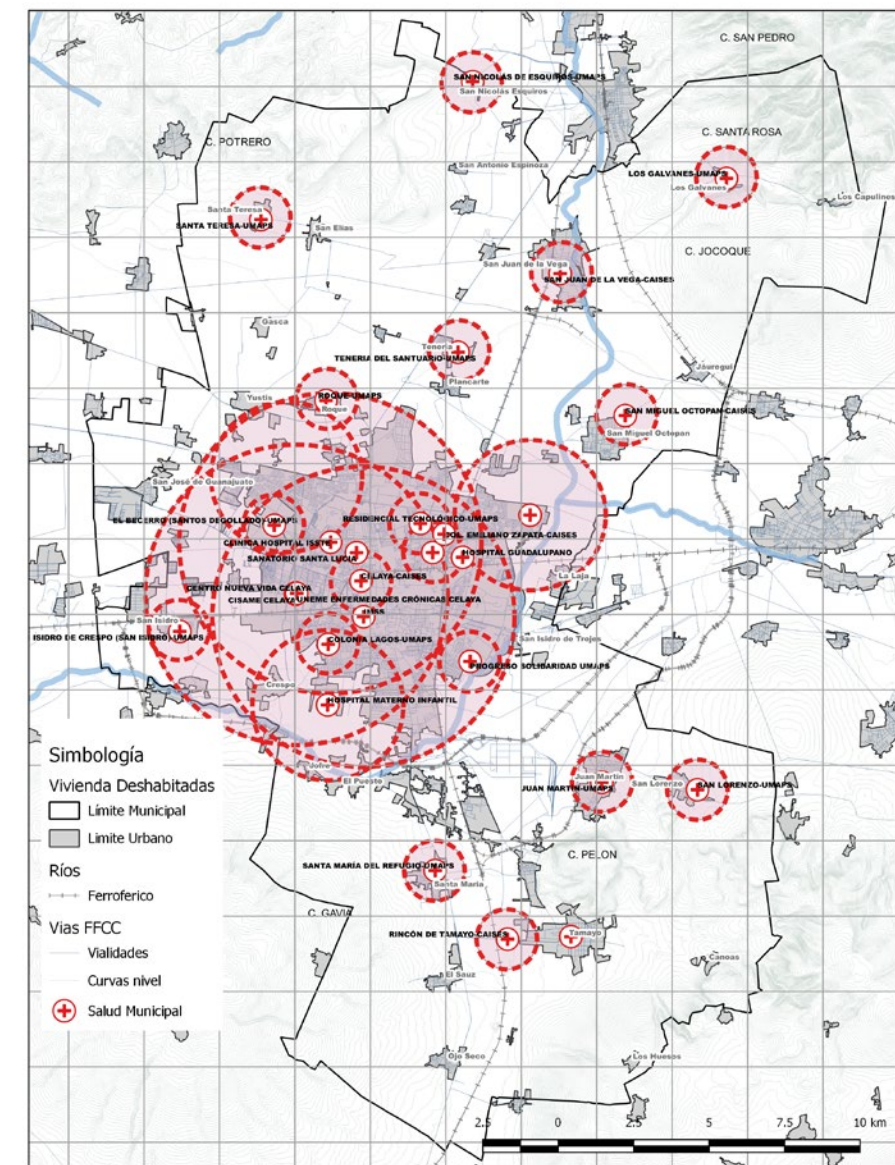 C. SAN PEDRO
SAN NICOLAS DE ESQUIROS-UMAPS
San Nicolás Esquiros
C. SANTA ROSA
C. POTRERO
San Antonio Espinoza
LOS GALVANES-UMAPS
Los Galvanes
Los Capulines
Santa Teresa
SANTA TERESA-UMAPS
San Elías
C. JOCOQUE
San Juan de la Vega
SAN JUAN DE LA VEGA-CAISES
Gasca
Tenería
TENERIA DEL SANTUARIO-UMAPS
Plancarte
Jáuregui
Yustis
ROQUE-UMAPS
Roque
SAN MIGUEL OCTOPAN-CAISES
San Miguel Octopan
San José de Guanajuato
EL BECERRO (SANTOS DEGOLLADO)-UMAPS
RESIDENCIAL TECNOLÓGICO-UMAPS
POL. EMILIANO ZAPATA-CAISES
CLINICA HOSPITAL ISSTE
SANATORIO SANTA LUCIA
HOSPITAL GUADALUPANO
CELAYA-CAISES
La Laja
CENTRO NUEVA VIDA CELAYA
CISAME CELAYA
UNEME ENFERMEDADES CRÓNICAS CELAYA
IMSS
San Isidro
ISIDRO DE CRESPO (SAN ISIDRO)-UMAPS
COLONIA LAGOS-UMAPS
San Isidro de Trojes
PROGRESO SOLIDARIDAD UMAPS
Crespo
HOSPITAL MATERNO INFANTIL
Jofre
El Puesto
Juan Martín
JUAN MARTIN-UMAPS
San Lorenzo
SAN LORENZO-UMAPS
C. PELON
SANTA MARÍA DEL REFUGIO-UMAPS
Santa María
C. GAVIA
RINCÓN DE TAMAYO-CAISES
Tamayo
El Sauz
Canoas
Ojo Seco
Los Huesos
Simbología
Vivienda Deshabitadas
Límite Municipal
Limite Urbano
Ríos
Ferroferico
Vias FFCC
Vialidades
Curvas nivel
Salud Municipal
2.5 0 2.5 5 7.5 10 km